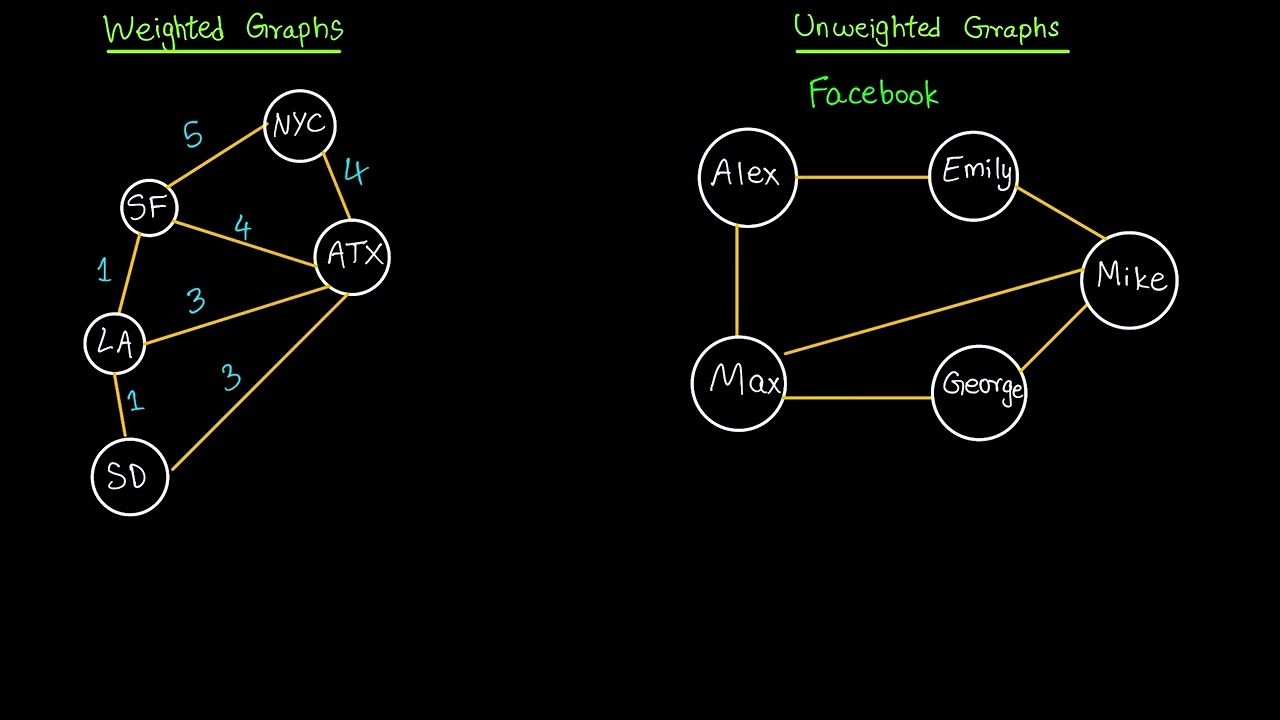 Weighted Graphs
NYC
5
4
SF
4
ATX
1
3
LA
3
1
SD
Unweighted Graphs
Facebook
Alex
Emily
Mike
Max
George